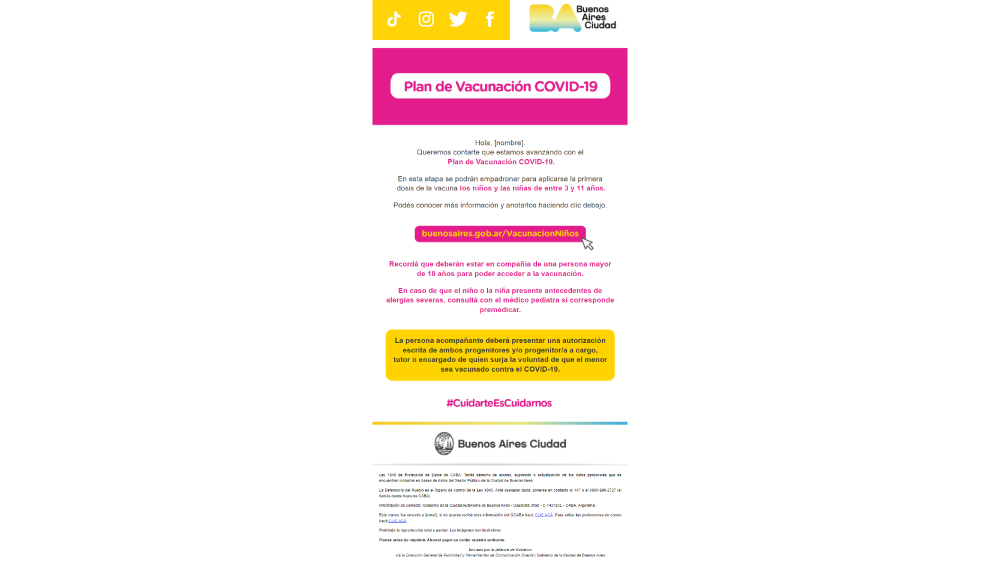 Buenos
Aires
Ciudad
Plan de Vacunación COVID-19
Hola, [nombre].
Queremos contarte que estamos avanzando con el
Plan de Vacunación COVID-19.
En esta etapa se podrán empadronar para aplicarse la primera
dosis de la vacuna los niños y las niñas de entre 3 y 11 años.
Podés conocer más información y anotarlos haciendo clic debajo.
buenosaires.gob.ar/VacunacionNiños
Recordá que deberán estar en compañía de una persona mayor
de 18 años para poder acceder a la vacunación.
En caso de que el niño o la niña presente antecedentes de
alergias severas, consultá con el médico pediatra si corresponde
premedicar.
La persona acompañante deberá presentar una autorización
escrita de ambos progenitores y/o progenitor/a a cargo,
tutor o encargado de quien surja la voluntad de que el menor
sea vacunado contra el COVID-19.
#CuidarteEsCuidarnos
Buenos Aires Ciudad
Ley 1845 de Protección de Datos de CABA. Tenés derecho de acceso, supresión o actualización de tus datos personales que se
encuentren incluidos en bases de datos del Sector Público de la Ciudad de Buenos Aires.
La Defensoría del Pueblo es el órgano de control de la Ley 1845. Ante cualquier duda, ponerse en contacto al 147 o al 0800-999-2727 (si
llamás desde fuera de CABA).
Información de contacto: Gobierno de la Ciudad Autónoma de Buenos Aires - Uspallata 3160 - C 1437JCL - CABA, Argentina.
Este correo fue enviado a [email], si no querés recibir más información del GCABA hacé CLIC ACÁ. Para editar tus preferencias de correo
hacé CLIC ACÁ.
Prohibida la reproducción total o parcial. Las imágenes son ilustrativas
Piensa antes de imprimir. Ahorrar papel es cuidar nuestro ambiente.
Enviado por la Jefatura de Gobierno
vía la Dirección General de Publicidad y Herramientas de Comunicación Directa | Gobierno de la Ciudad de Buenos Aires